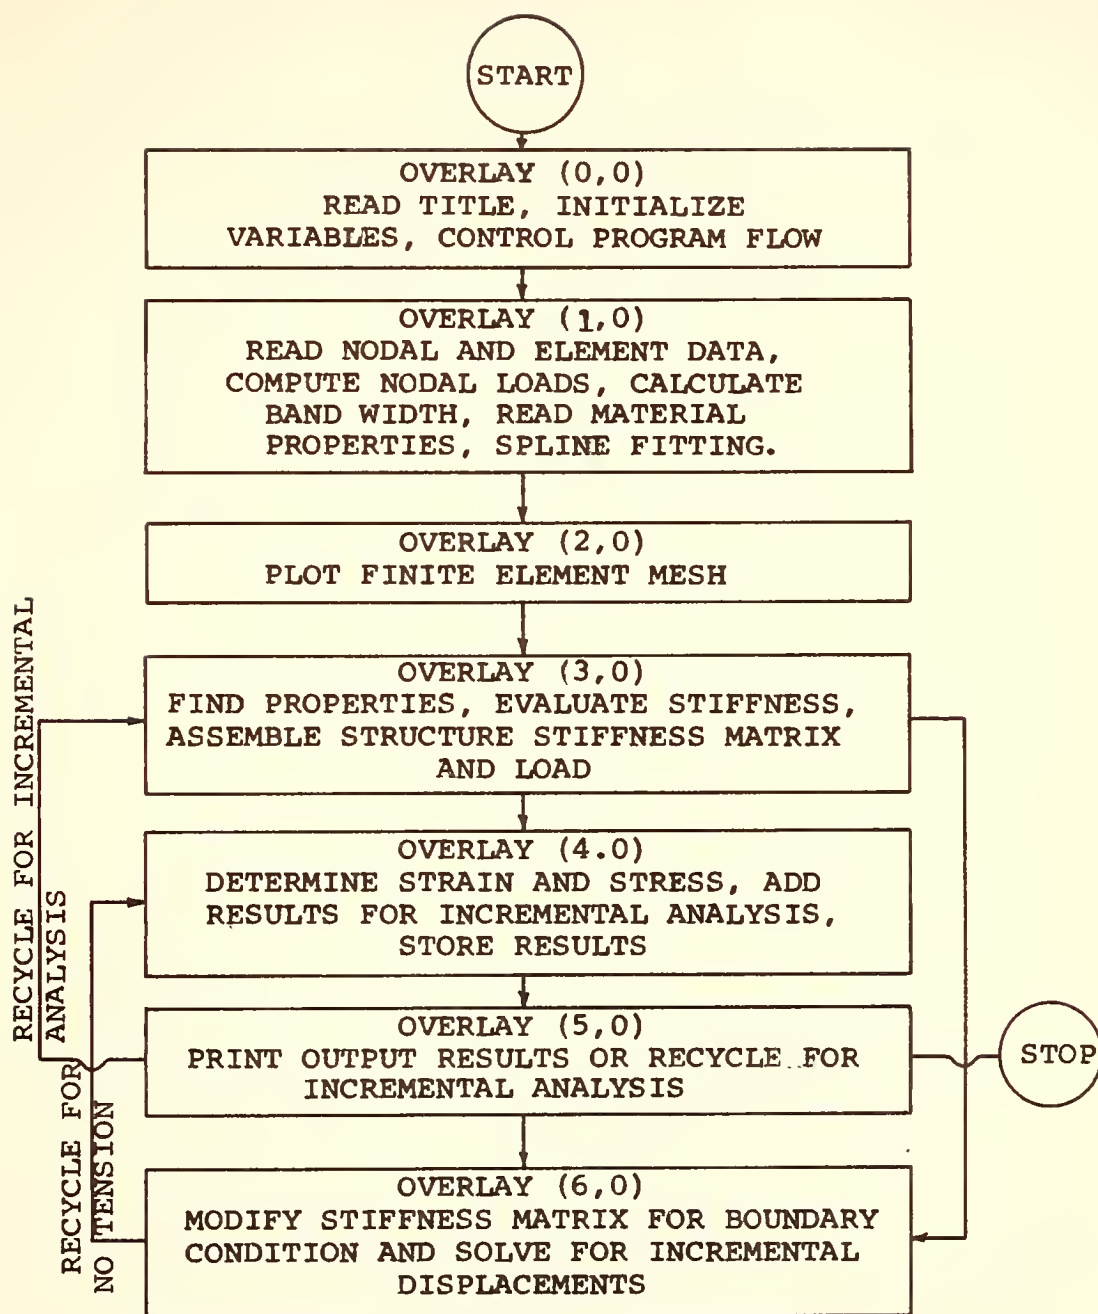 START
OVERLAY (0,0)
READ TITLE, INITIALIZE
VARIABLES, CONTROL PROGRAM FLOW
OVERLAY (1,0)
READ NODAL AND ELEMENT DATA,
COMPUTE NODAL LOADS, CALCULATE
BAND WIDTH, READ MATERIAL
PROPERTIES, SPLINE FITTING.
OVERLAY (2,0)
PLOT FINITE ELEMENT MESH
OVERLAY (3,0)
FIND PROPERTIES, EVALUATE STIFFNESS,
ASSEMBLE STRUCTURE STIFFNESS MATRIX
AND LOAD
OVERLAY (4.0)
DETERMINE STRAIN AND STRESS, ADD
RESULTS FOR INCREMENTAL ANALYSIS,
STORE RESULTS
OVERLAY (5,0)
PRINT OUTPUT RESULTS OR RECYCLE FOR
INCREMENTAL ANALYSIS
STOP
OVERLAY (6,0)
MODIFY STIFFNESS MATRIX FOR BOUNDARY
CONDITION AND SOLVE FOR INCREMENTAL
DISPLACEMENTS
RECYCLE FOR INCREMENTAL
ANALYSIS
RECYCLE FOR
NO TENSION